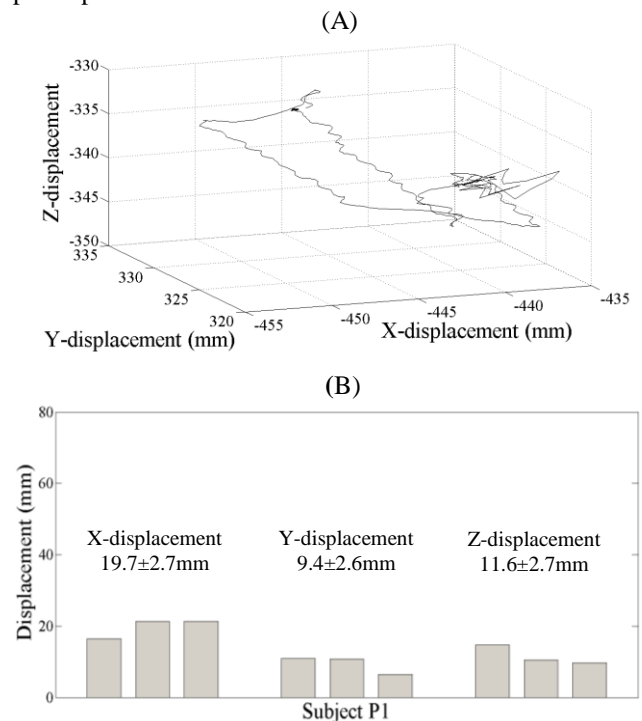 (A)
Z-displacement
-330
-335
-340
-345
-350
335
330
325
320
-455
-450
-445
-440
-435
Y-displacement (mm)
X-displacement (mm)
(B)
Displacement (mm)
80
60
40
20
0
X-displacement
19.7±2.7mm
Y-displacement
9.4±2.6mm
Z-displacement
11.6±2.7mm
Subject P1